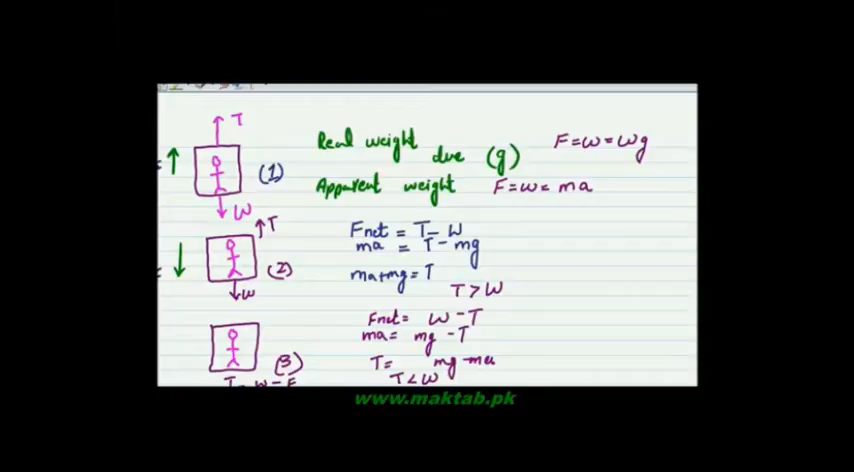 T
Real weight
due (g)
F=w=wg
(1)
Apparent weight
F=w=ma
W
T
Fnet = T- W
ma = T- mg
(2)
ma+mg=T
W
T>W
Fnet= W-T
ma= mg -T
(3)
T= mg-ma
T<W
www.maktab.pk